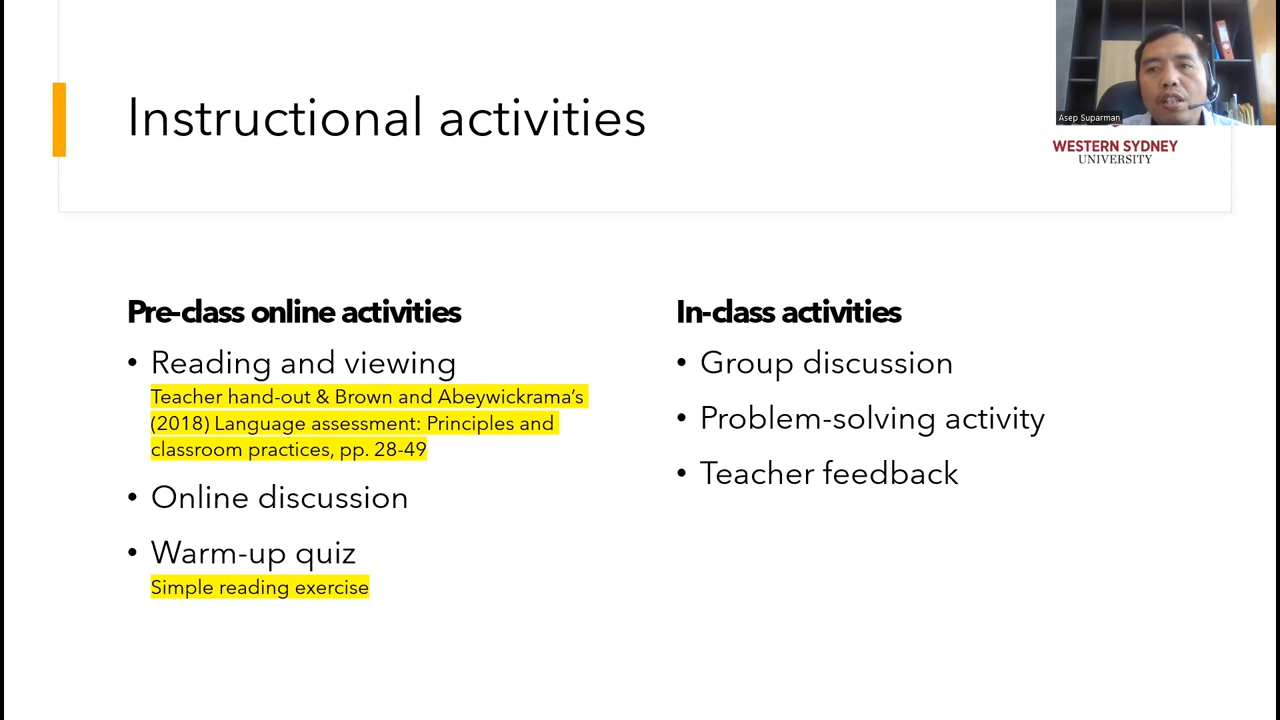 Instructional activities
Asep Suparman
WESTERN SYDNEY
UNIVERSITY
Pre-class online activities
• Reading and viewing
Teacher hand-out & Brown and Abeywickrama's
(2018) Language assessment: Principles and
classroom practices, pp. 28-49
• Online discussion
• Warm-up quiz
Simple reading exercise
In-class activities
• Group discussion
• Problem-solving activity
• Teacher feedback